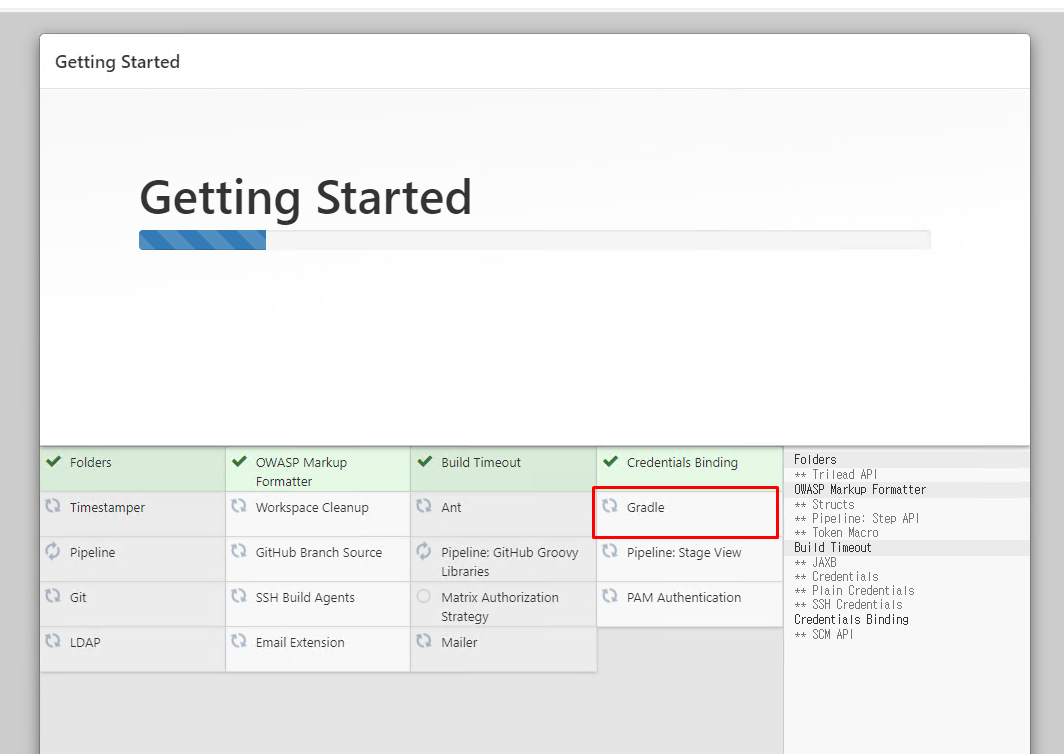 Getting Started
Getting Started
Folders
OWASP Markup
Formatter
Build Timeout
Credentials Binding
Timestamper
Workspace Cleanup
Ant
Gradle
Pipeline
GitHub Branch Source
Pipeline: GitHub Groovy
Libraries
Pipeline: Stage View
Git
SSH Build Agents
Matrix Authorization
Strategy
PAM Authentication
LDAP
Email Extension
Mailer
Folders
** Trilead API
OWASP Markup Formatter
** Structs
** Pipeline: Step API
** Token Macro
Build Timeout
** JAXB
** Credentials
** Plain Credentials
** SSH Credentials
Credentials Binding
** SCM API